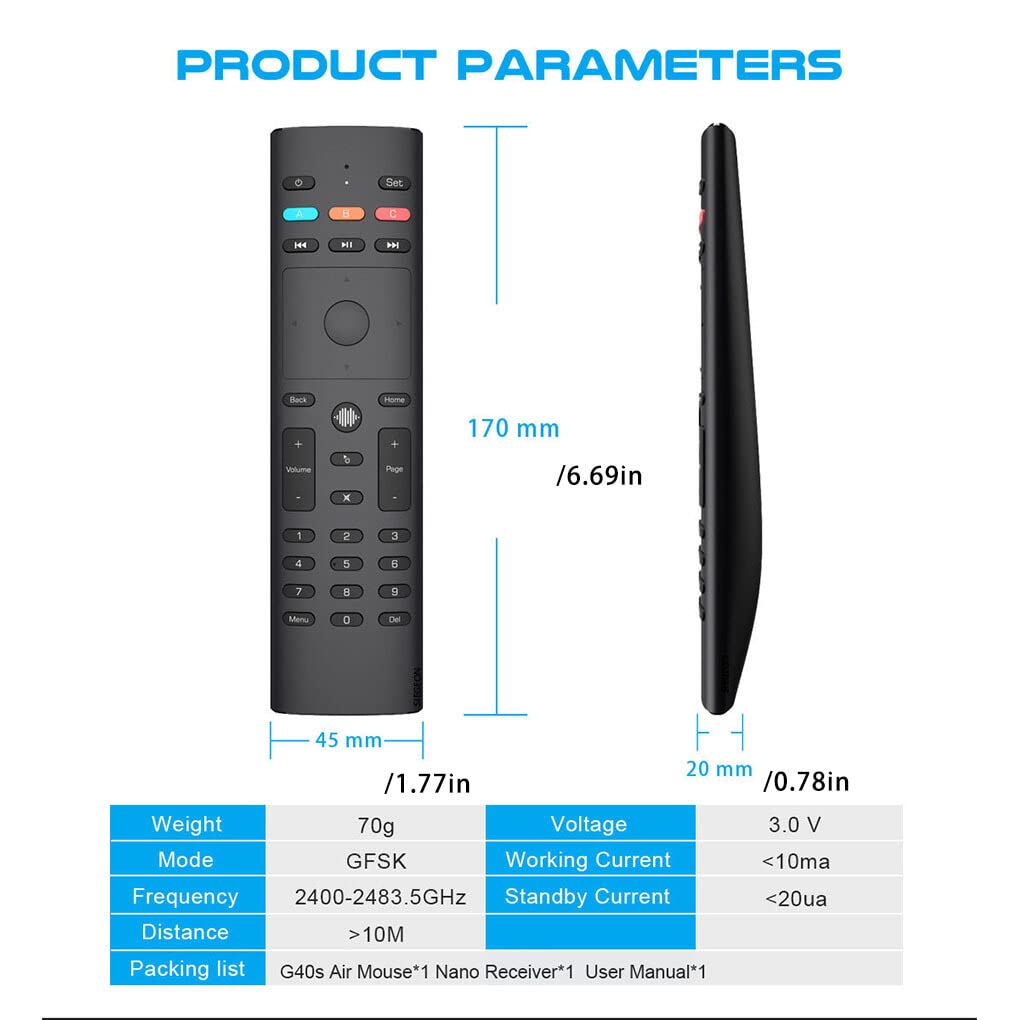 PRODUCT PARAMETERS
Set
A B C
Back Home
+ +
Volume Page
- -
1 2 3
4 5 6
7 8 9
Menu 0 Del
SIEGEON
170 mm
/6.69in
45 mm
/1.77in
20 mm
/0.78in
Weight 70g Voltage 3.0 V
Mode GFSK Working Current <10ma
Frequency 2400-2483.5GHz Standby Current <20ua
Distance >10M
Packing list G40s Air Mouse*1 Nano Receiver*1 User Manual*1